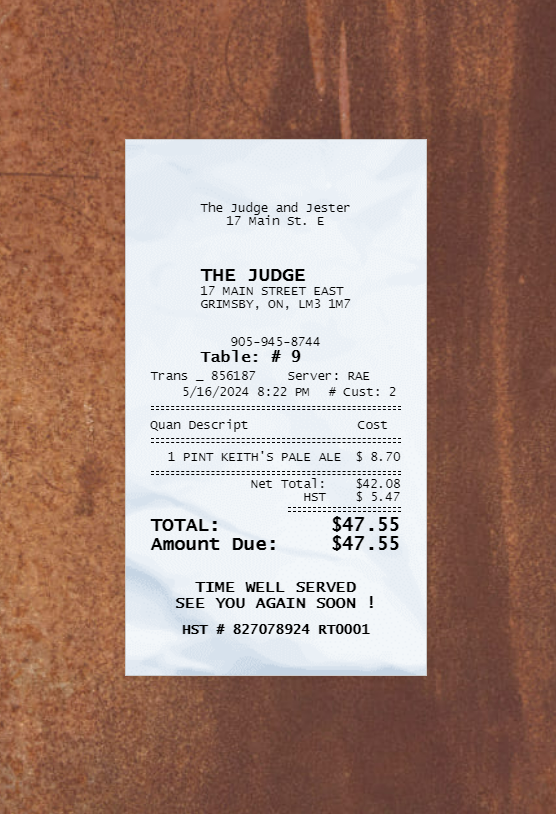 The Judge and Jester
17 Main St. E
THE JUDGE
17 MAIN STREET EAST
GRIMSBY, ON, LM3 1M7
905-945-8744
Table: # 9
Trans _ 856187 Server: RAE
5/16/2024 8:22 PM # Cust: 2
Quan Descript Cost
1 PINT KEITH'S PALE ALE $ 8.70
Net Total: $42.08
HST $ 5.47
TOTAL: $47.55
Amount Due: $47.55
TIME WELL SERVED
SEE YOU AGAIN SOON !
HST # 827078924 RT0001